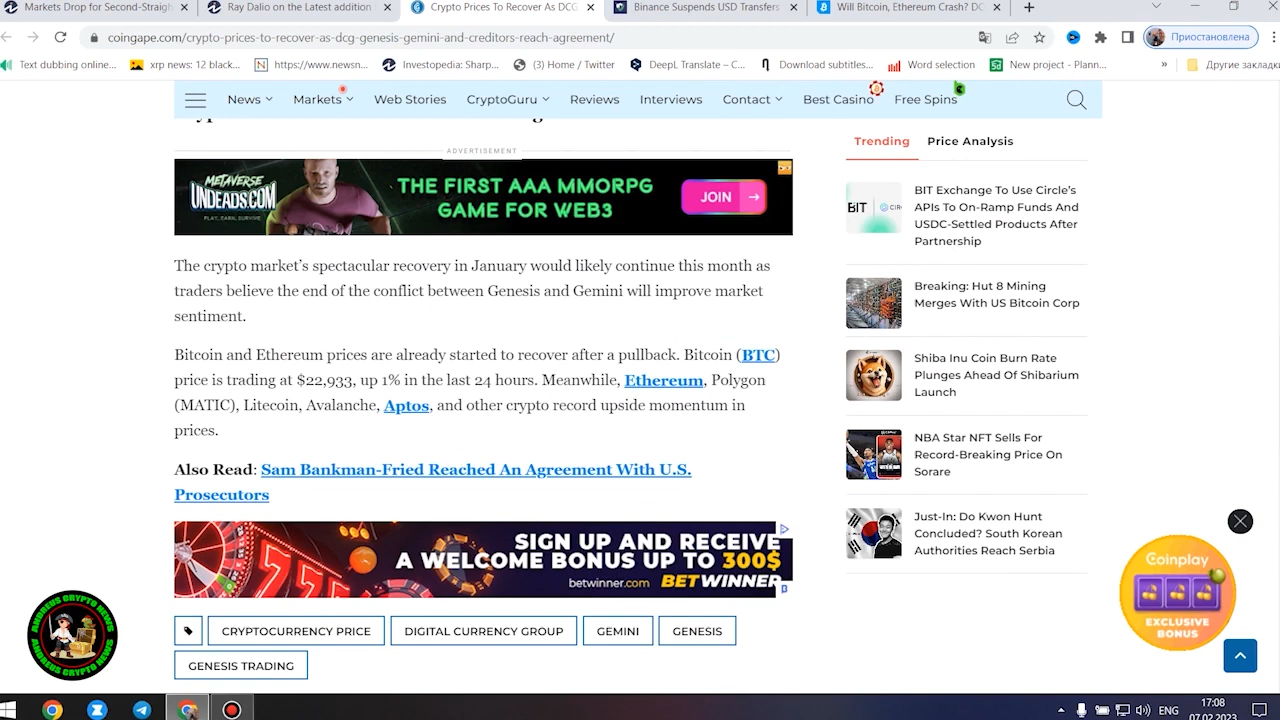 Markets Drop for Second-Straigh
Ray Dalio on the Latest addition
Crypto Prices To Recover As DCG
Binance Suspends USD Transfers
Will Bitcoin, Ethereum Crash? DC
coingape.com/crypto-prices-to-recover-as-dcg-genesis-gemini-and-creditors-reach-agreement/
Приостановлена
Text dubbing online...
xrp news: 12 black...
https://www.newsn...
Investopedia: Sharp...
(3) Home / Twitter
DeepL Translate – C...
Download subtitles...
Word selection
New project - Plann...
»
Другие закладки
News
Markets
Web Stories
CryptoGuru
Reviews
Interviews
Contact
Best Casino
Free Spins
ADVERTISEMENT
METAVERSE
UNDEADS.COM
PLAY, EARN, SURVIVE
THE FIRST AAA MMORPG
GAME FOR WEB3
JOIN
The crypto market’s spectacular recovery in January would likely continue this month as
traders believe the end of the conflict between Genesis and Gemini will improve market
sentiment.
Bitcoin and Ethereum prices are already started to recover after a pullback. Bitcoin (BTC)
price is trading at $22,933, up 1% in the last 24 hours. Meanwhile, Ethereum, Polygon
(MATIC), Litecoin, Avalanche, Aptos, and other crypto record upside momentum in
prices.
Also Read: Sam Bankman-Fried Reached An Agreement With U.S.
Prosecutors
SIGN UP AND RECEIVE
A WELCOME BONUS UP TO 300$
betwinner.com BETWINNER
CRYPTOCURRENCY PRICE
DIGITAL CURRENCY GROUP
GEMINI
GENESIS
GENESIS TRADING
Trending
Price Analysis
BIT
BIT Exchange To Use Circle’s
APIs To On-Ramp Funds And
USDC-Settled Products After
Partnership
Breaking: Hut 8 Mining
Merges With US Bitcoin Corp
Shiba Inu Coin Burn Rate
Plunges Ahead Of Shibarium
Launch
NBA Star NFT Sells For
Record-Breaking Price On
Sorare
Just-In: Do Kwon Hunt
Concluded? South Korean
Authorities Reach Serbia
Coinplay
EXCLUSIVE
BONUS
ANDREUS CRYPTO NEWS
ANDREUS CRYPTO NEWS
ENG
17:08
07.02.2023